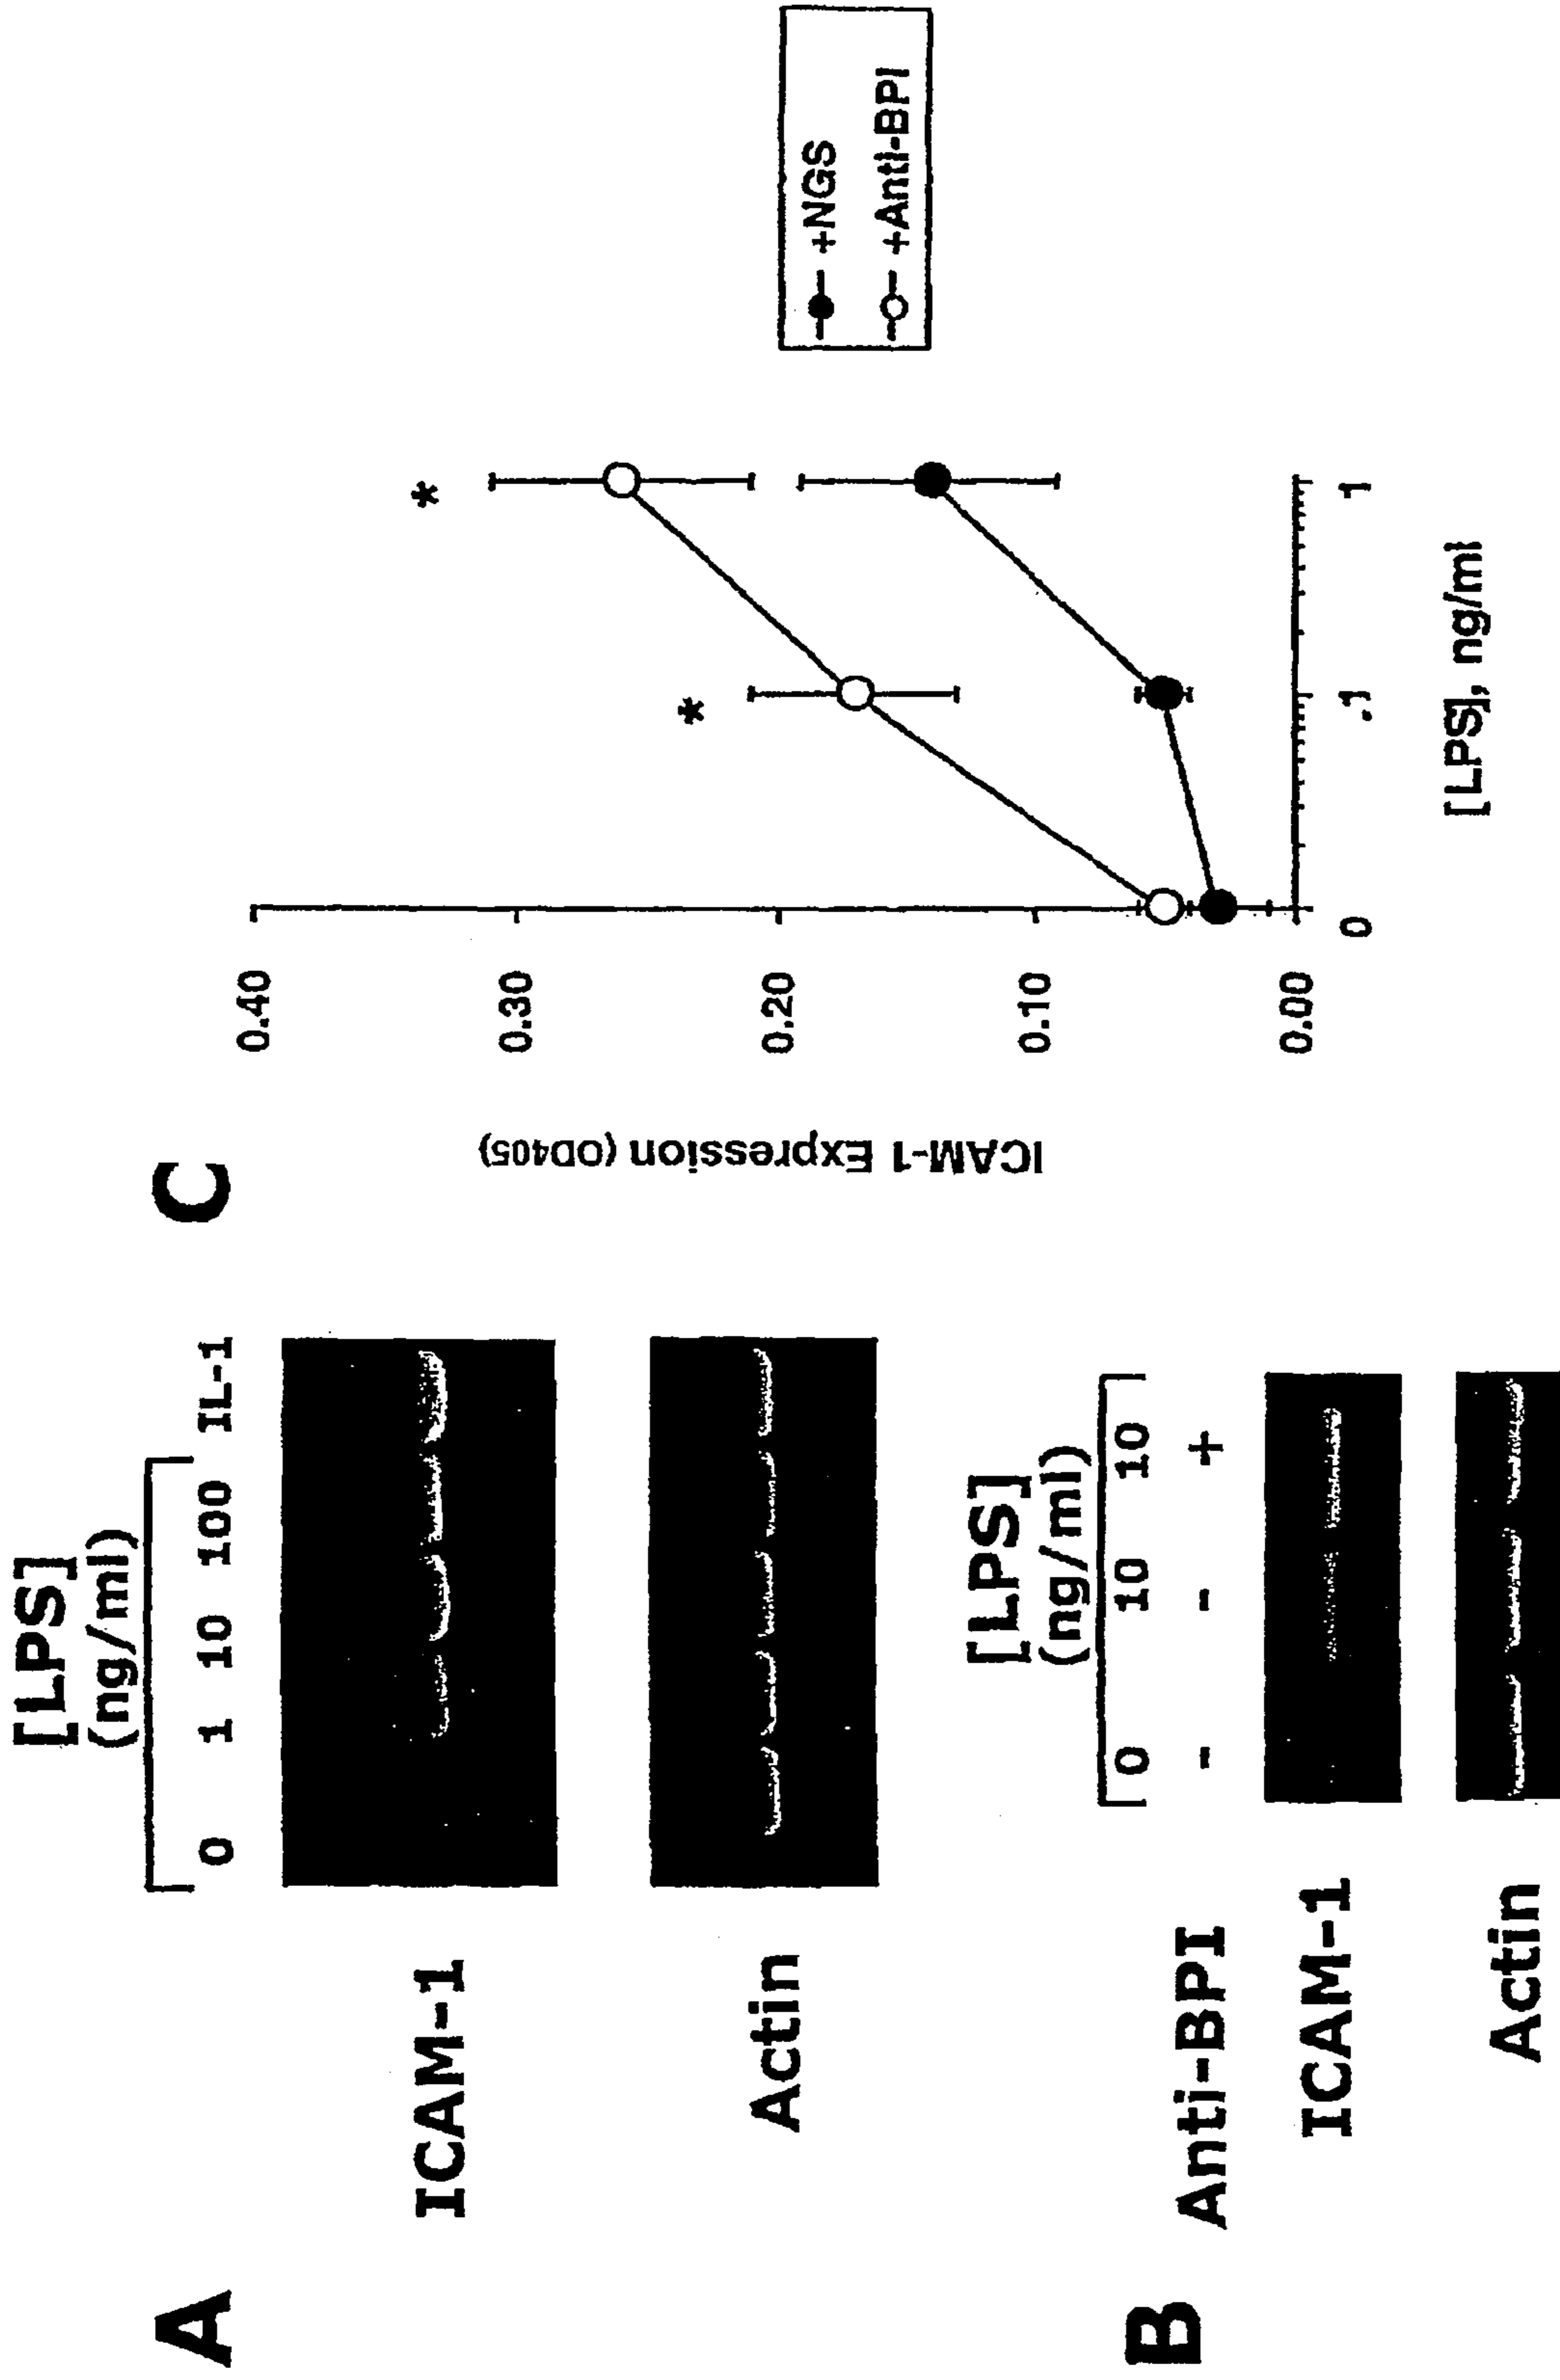 A
[LPS]
(ng/ml)
0 1 10 100 IL-1
ICAM-1
Actin
B
[LPS]
(ng/ml)
0 10 10
Anti-BPI - - +
ICAM-1
Actin
C
ICAM-1 Expression (OD405)
0.40
0.30
0.20
0.10
0.00
* *
0 .1 1
[LPS], ng/ml
+NGS
+Anti-BPI